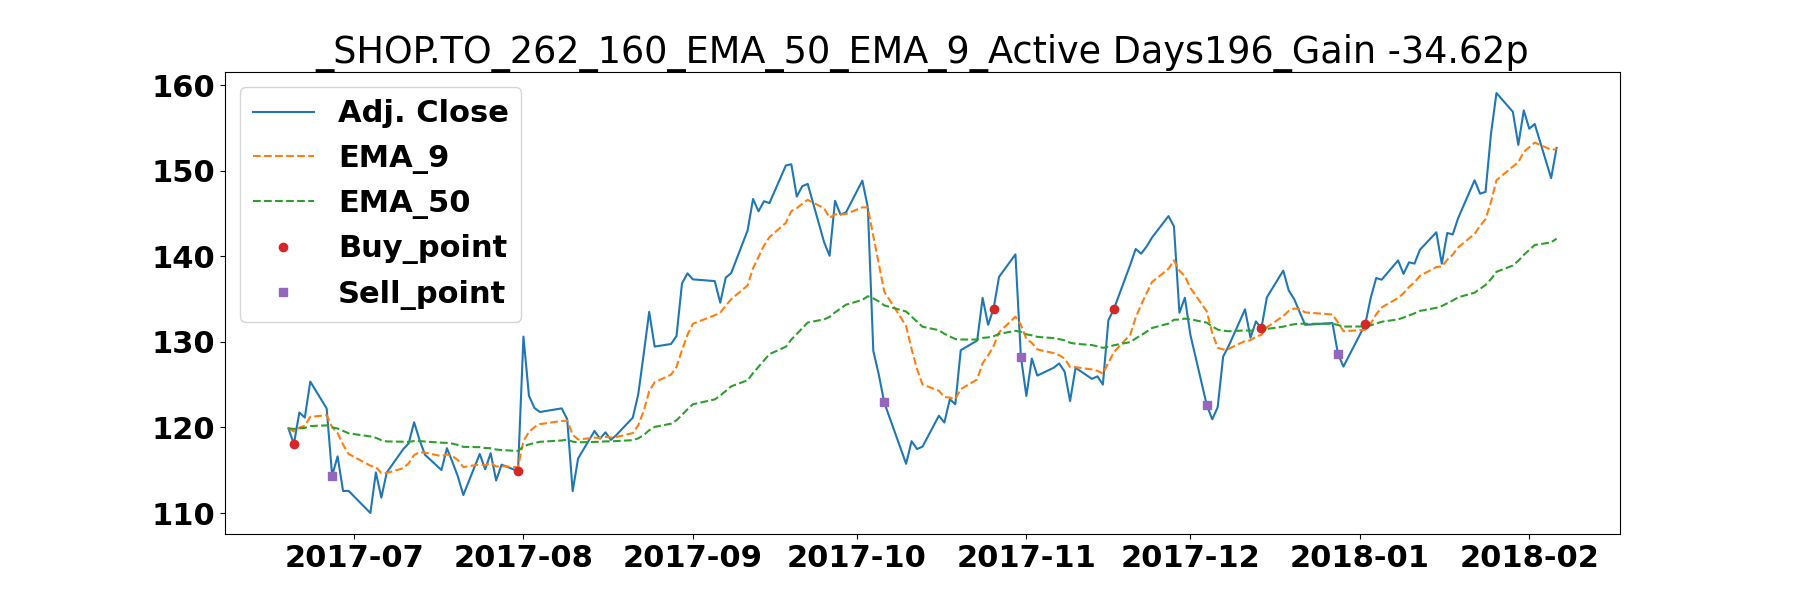 _SHOP.TO_262_160_EMA_50_EMA_9_Active Days196_Gain -34.62p
160
150
140
130
120
110
Adj. Close
EMA_9
EMA_50
Buy_point
Sell_point
2017-07 2017-08 2017-09 2017-10 2017-11 2017-12 2018-01 2018-02